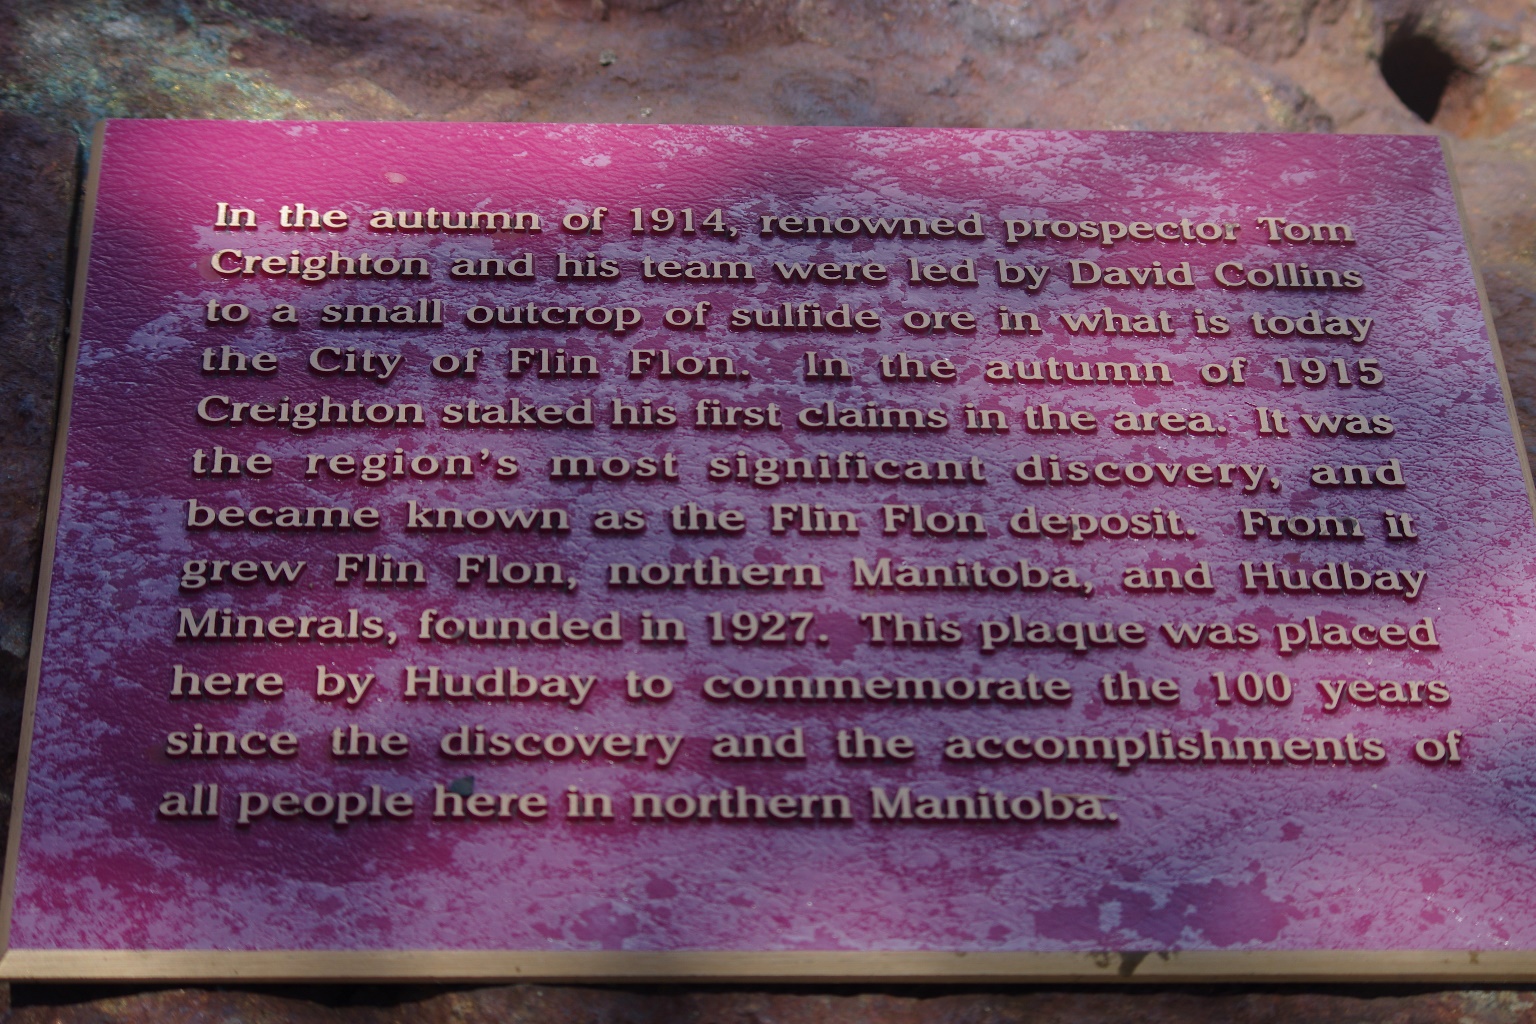 In the autumn of 1914, renowned prospector Tom
Creighton and his team were led by David Collins
to a small outcrop of sulfide ore in what is today
the City of Flin Flon. In the autumn of 1915
Creighton staked his first claims in the area. It was
the region's most significant discovery, and
became known as the Flin Flon deposit. From it
grew Flin Flon, northern Manitoba, and Hudbay
Minerals, founded in 1927. This plaque was placed
here by Hudbay to commemorate the 100 years
since the discovery and the accomplishments of
all people here in northern Manitoba.